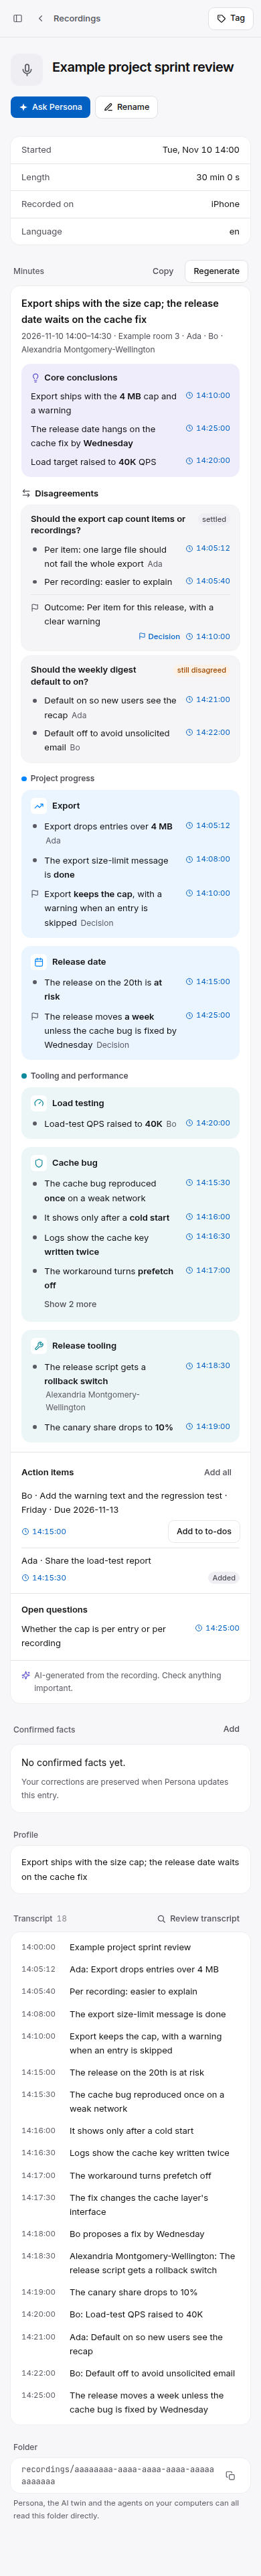 Recordings
Tag
Example project sprint review
Ask Persona
Rename
Started Tue, Nov 10 14:00
Length 30 min 0 s
Recorded on iPhone
Language en
Minutes Copy Regenerate
Export ships with the size cap; the release
date waits on the cache fix
2026-11-10 14:00–14:30 · Example room 3 · Ada · Bo ·
Alexandria Montgomery-Wellington
Core conclusions
Export ships with the 4 MB cap and 14:10:00
a warning
The release date hangs on the 14:25:00
cache fix by Wednesday
Load target raised to 40K QPS 14:20:00
Disagreements
Should the export cap count items or settled
recordings?
Per item: one large file should 14:05:12
not fail the whole export Ada
Per recording: easier to explain 14:05:40
Outcome: Per item for this release, with a
clear warning
Decision 14:10:00
Should the weekly digest still disagreed
default to on?
Default on so new users see the 14:21:00
recap Ada
Default off to avoid unsolicited 14:22:00
email Bo
Project progress
Export
Export drops entries over 4 MB 14:05:12
Ada
The export size-limit message 14:08:00
is done
Export keeps the cap, with a 14:10:00
warning when an entry is
skipped Decision
Release date
The release on the 20th is at 14:15:00
risk
The release moves a week 14:25:00
unless the cache bug is fixed by
Wednesday Decision
Tooling and performance
Load testing
Load-test QPS raised to 40K Bo 14:20:00
Cache bug
The cache bug reproduced 14:15:30
once on a weak network
It shows only after a cold start 14:16:00
Logs show the cache key 14:16:30
written twice
The workaround turns prefetch 14:17:00
off
Show 2 more
Release tooling
The release script gets a 14:18:30
rollback switch
Alexandria Montgomery-
Wellington
The canary share drops to 10% 14:19:00
Action items Add all
Bo · Add the warning text and the regression test ·
Friday · Due 2026-11-13
14:15:00 Add to to-dos
Ada · Share the load-test report
14:15:30 Added
Open questions
Whether the cap is per entry or per 14:25:00
recording
AI-generated from the recording. Check anything
important.
Confirmed facts Add
No confirmed facts yet.
Your corrections are preserved when Persona updates
this entry.
Profile
Export ships with the size cap; the release date waits
on the cache fix
Transcript 18 Review transcript
14:00:00 Example project sprint review
14:05:12 Ada: Export drops entries over 4 MB
14:05:40 Per recording: easier to explain
14:08:00 The export size-limit message is done
14:10:00 Export keeps the cap, with a warning
when an entry is skipped
14:15:00 The release on the 20th is at risk
14:15:30 The cache bug reproduced once on a
weak network
14:16:00 It shows only after a cold start
14:16:30 Logs show the cache key written twice
14:17:00 The workaround turns prefetch off
14:17:30 The fix changes the cache layer's
interface
14:18:00 Bo proposes a fix by Wednesday
14:18:30 Alexandria Montgomery-Wellington: The
release script gets a rollback switch
14:19:00 The canary share drops to 10%
14:20:00 Bo: Load-test QPS raised to 40K
14:21:00 Ada: Default on so new users see the
recap
14:22:00 Bo: Default off to avoid unsolicited email
14:25:00 The release moves a week unless the
cache bug is fixed by Wednesday
Folder
recordings/aaaaaaaa-aaaa-aaaa-aaaa-aaaaa
aaaaaaa
Persona, the AI twin and the agents on your computers can all
read this folder directly.